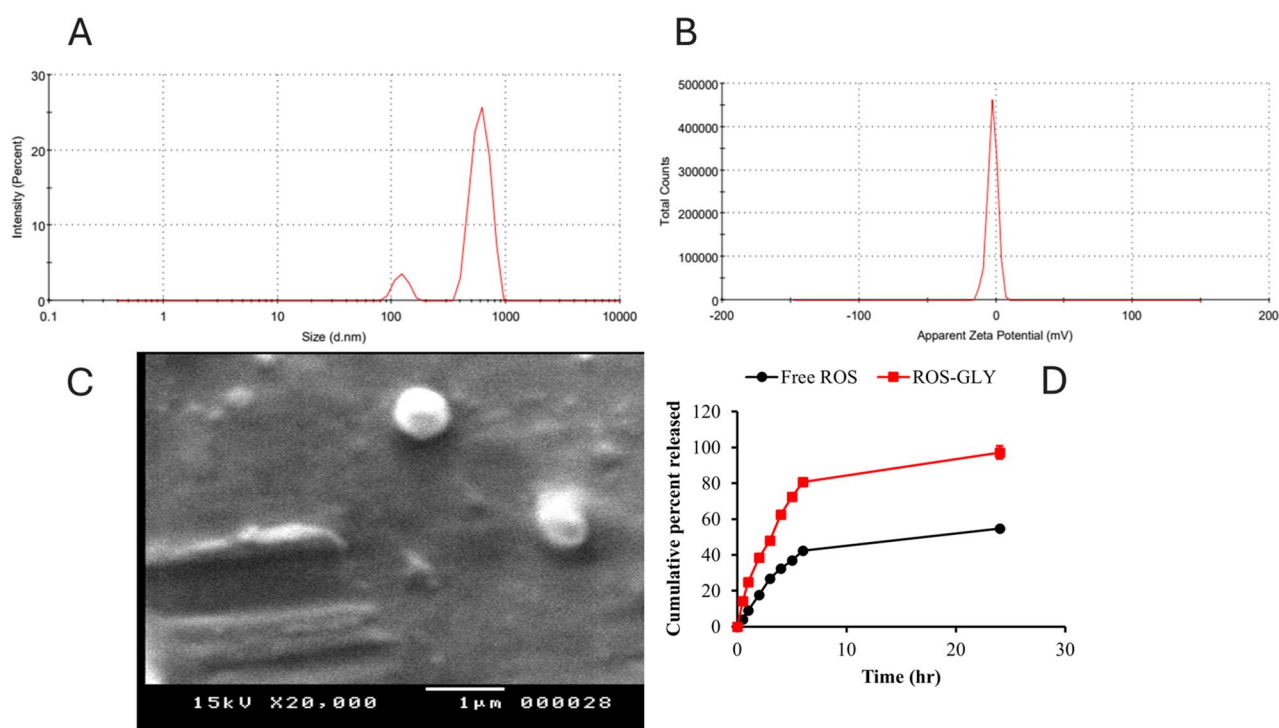 A
30
20
10
0
Intensity (Percent)
0.1 1 10 100 1000 10000
Size (d.nm)
B
500000
400000
300000
200000
100000
0
Total Counts
-200 -100 0 100 200
Apparent Zeta Potential (mV)
C
15kV X20,000 1µm 000028
Free ROS ROS-GLY
D
120
100
80
60
40
20
0
Cumulative percent released
0 10 20 30
Time (hr)